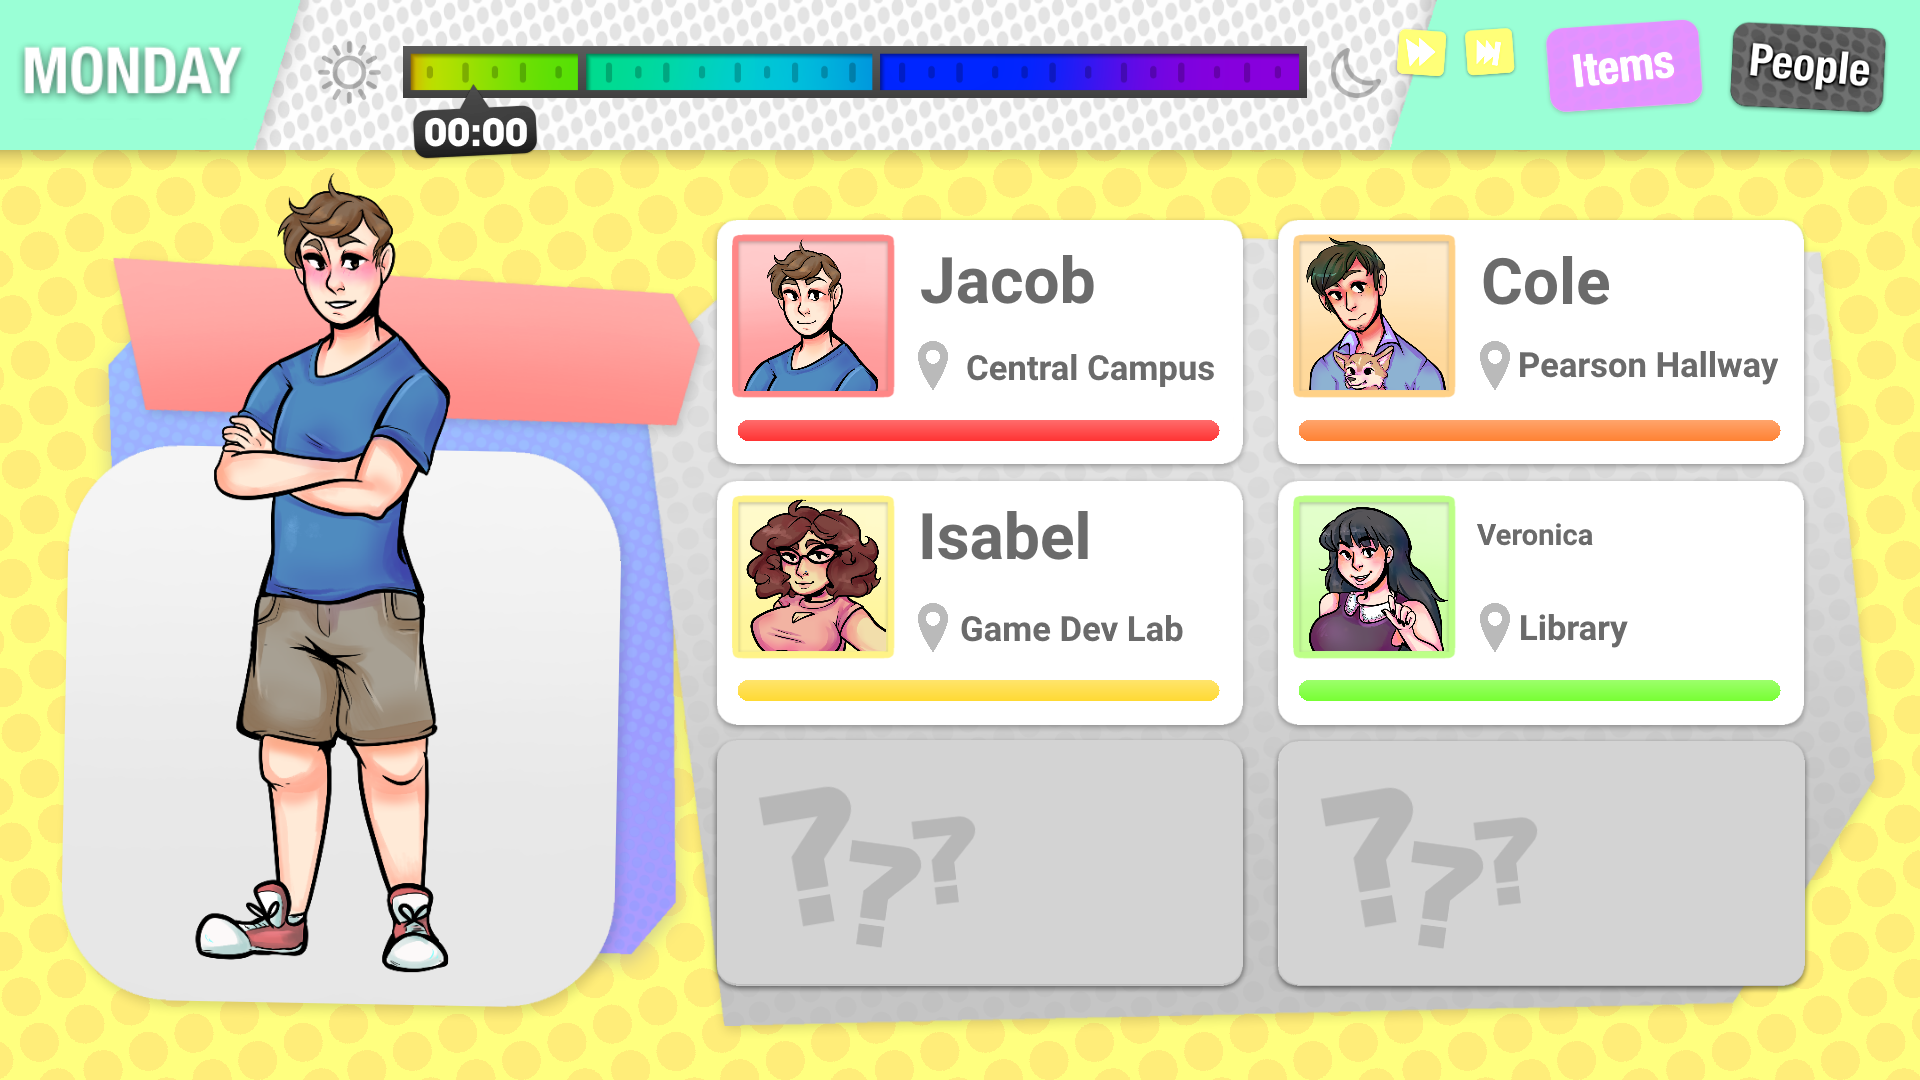 MONDAY
00:00
Items
People
Jacob
Central Campus
Cole
Pearson Hallway
Isabel
Game Dev Lab
Veronica
Library
???
???